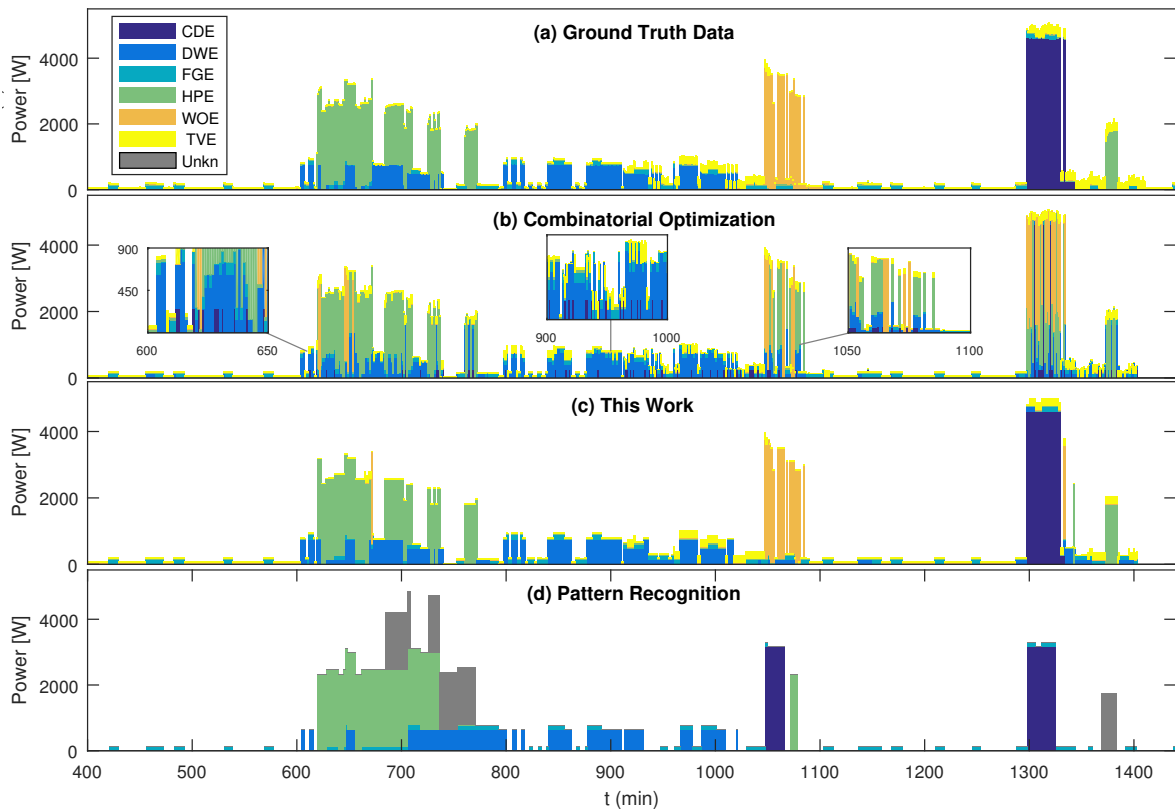 (a) Ground Truth Data
CDE
DWE
FGE
HPE
WOE
TVE
Unkn
Power [W]
4000
2000
0
(b) Combinatorial Optimization
Power [W]
4000
2000
0
900
450
600
650
900
1000
1050
1100
(c) This Work
Power [W]
4000
2000
0
(d) Pattern Recognition
Power [W]
4000
2000
0
400
500
600
700
800
900
1000
1100
1200
1300
1400
t (min)